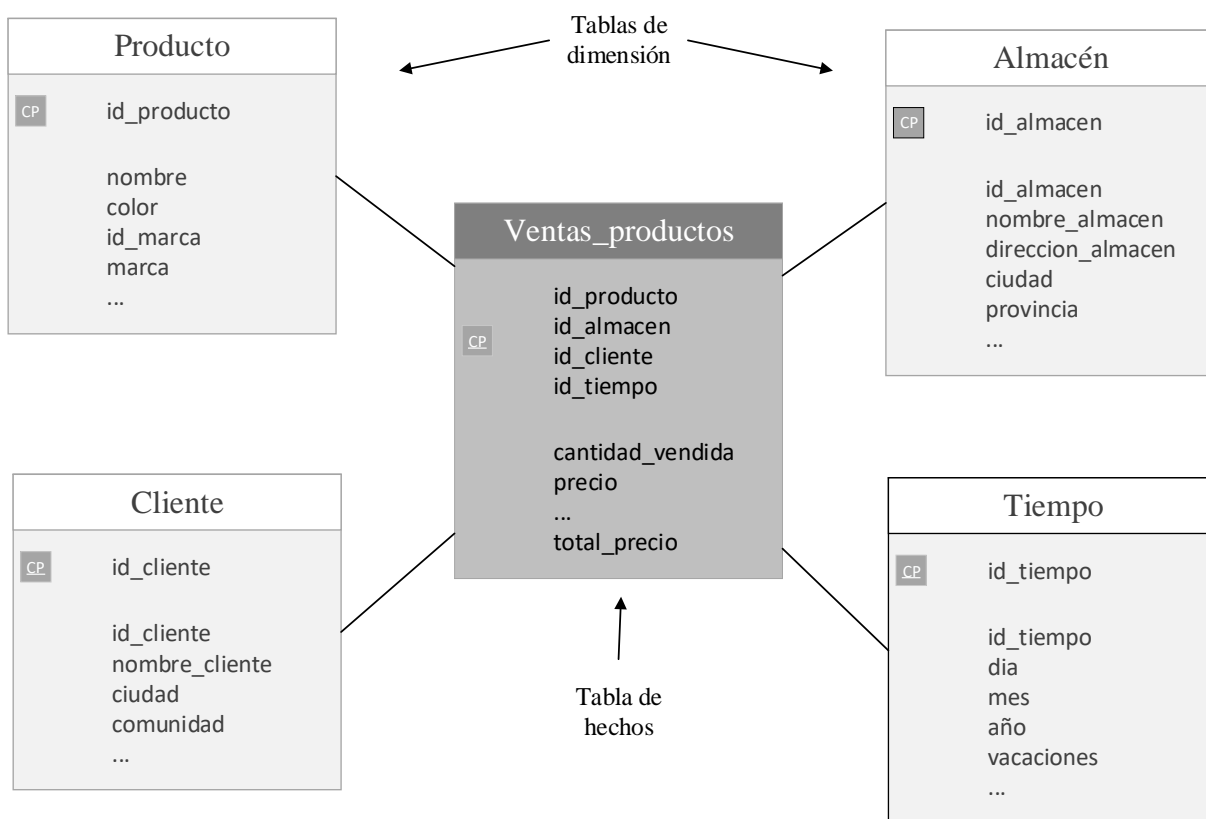 Tablas de
dimensión
Producto
CP
id_producto
nombre
color
id_marca
marca
...
Almacén
CP
id_almacen
id_almacen
nombre_almacen
direccion_almacen
ciudad
provincia
...
Ventas_productos
CP
id_producto
id_almacen
id_cliente
id_tiempo
cantidad_vendida
precio
...
total_precio
Cliente
CP
id_cliente
id_cliente
nombre_cliente
ciudad
comunidad
...
Tiempo
CP
id_tiempo
id_tiempo
dia
mes
año
vacaciones
...
Tabla de
hechos